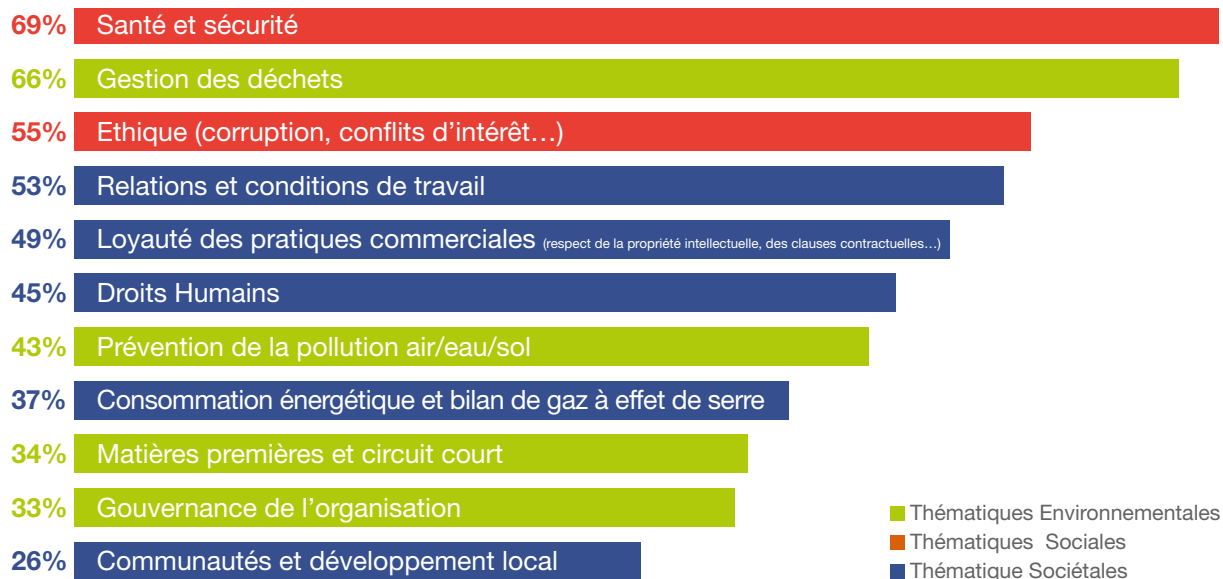 69% Santé et sécurité
66% Gestion des déchets
55% Ethique (corruption, conflits d’intérêt…)
53% Relations et conditions de travail
49% Loyauté des pratiques commerciales (respect de la propriété intellectuelle, des clauses contractuelles…)
45% Droits Humains
43% Prévention de la pollution air/eau/sol
37% Consommation énergétique et bilan de gaz à effet de serre
34% Matières premières et circuit court
33% Gouvernance de l’organisation
26% Communautés et développement local
Thématiques Environnementales
Thématiques Sociales
Thématique Sociétales